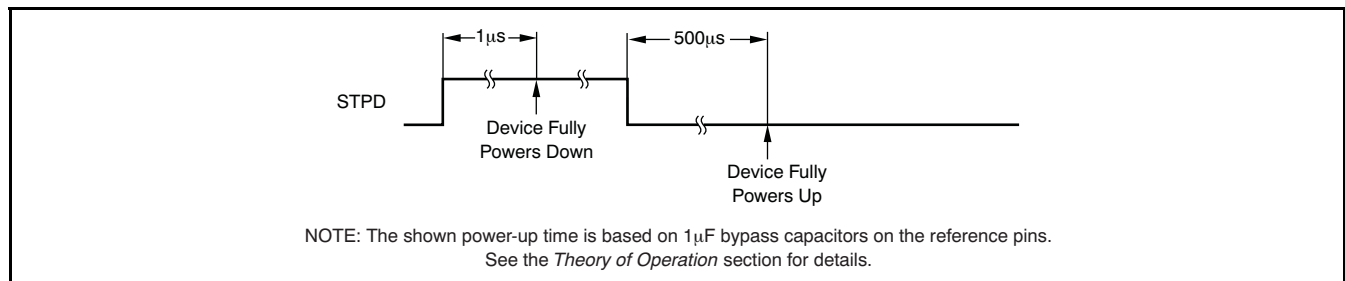 1μs
500μs
STPD
Device Fully
Powers Down
Device Fully
Powers Up
NOTE: The shown power-up time is based on 1μF bypass capacitors on the reference pins.
See the Theory of Operation section for details.